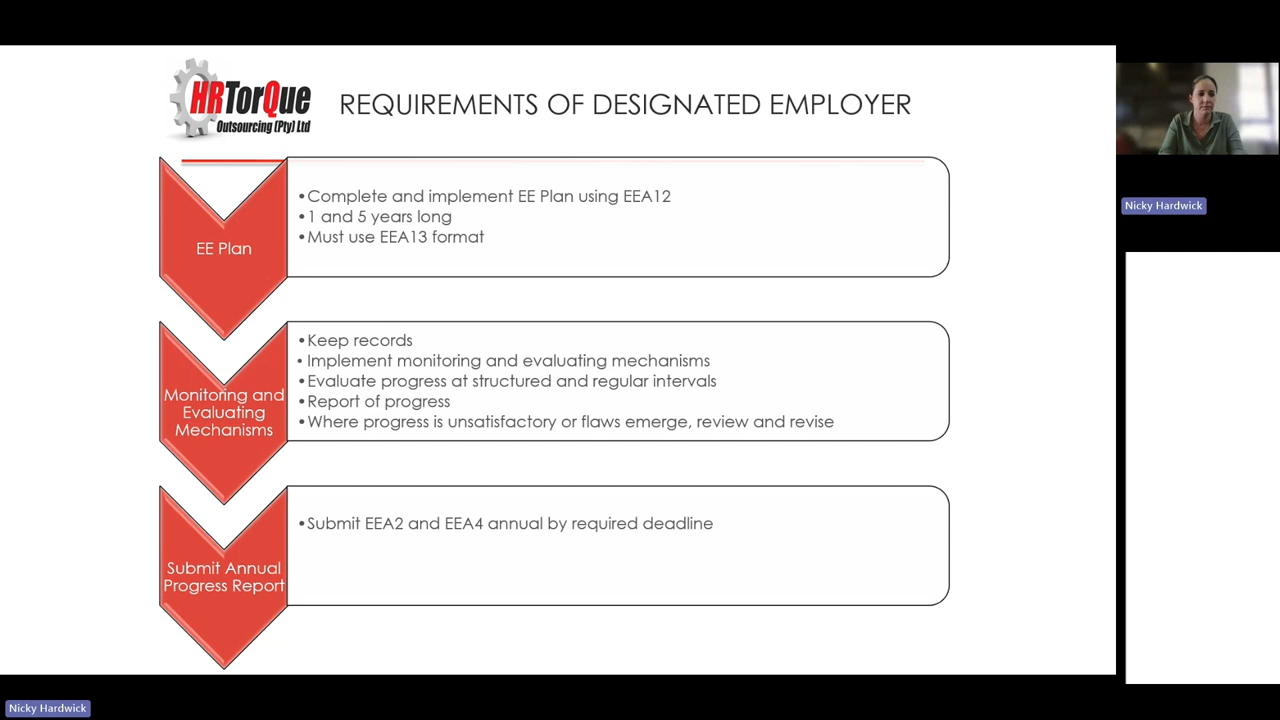 HRTorQue
Outsourcing (Pty) Ltd
REQUIREMENTS OF DESIGNATED EMPLOYER
EE Plan
•Complete and implement EE Plan using EEA12
•1 and 5 years long
•Must use EEA13 format
Monitoring and
Evaluating
Mechanisms
•Keep records
•Implement monitoring and evaluating mechanisms
•Evaluate progress at structured and regular intervals
•Report of progress
•Where progress is unsatisfactory or flaws emerge, review and revise
Submit Annual
Progress Report
•Submit EEA2 and EEA4 annual by required deadline
Nicky Hardwick
Nicky Hardwick